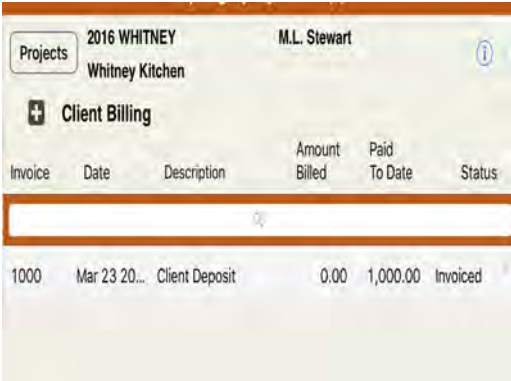 Projects
2016 WHITNEY
M.L. Stewart
Whitney Kitchen
Client Billing
Invoice Date Description Amount Billed Paid To Date Status
1000 Mar 23 20... Client Deposit 0.00 1,000.00 Invoiced